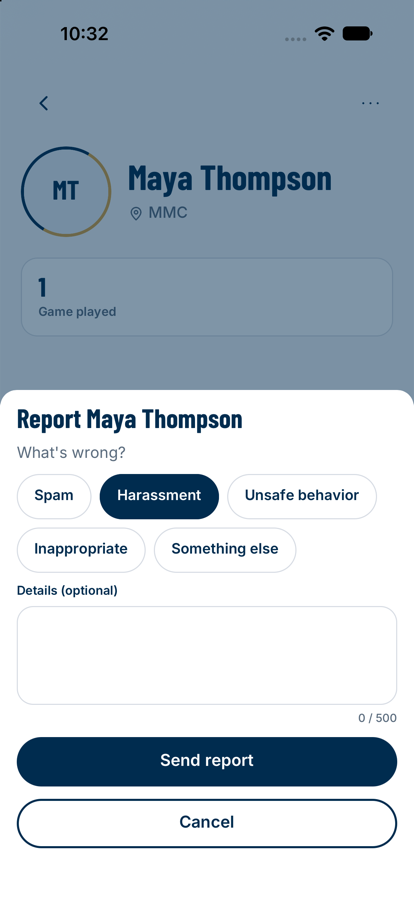 10:32
...
MT
Maya Thompson
MMC
1
Game played
Report Maya Thompson
What's wrong?
Spam
Harassment
Unsafe behavior
Inappropriate
Something else
Details (optional)
0 / 500
Send report
Cancel